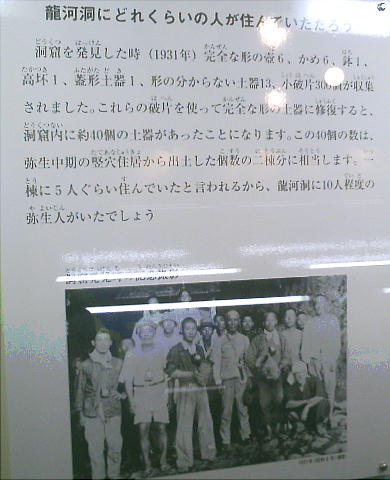 龍河洞にどれくらいの人が住んでいただろう
洞窟を発見した時（1931年）完全な形の壺6、かめ6、鉢1、
高坏1、蓋形土器1、形の分からない土器13、小破片300個が収集
されました。これらの破片を使って完全な形の土器に修復すると、
洞窟内に約40個の土器があったことになります。この40個の数は、
弥生中期の竪穴住居から出土した個数の二棟分に相当します。一
棟に5人ぐらい住んでいたと言われるから、龍河洞に10人程度の
弥生人がいたでしょう